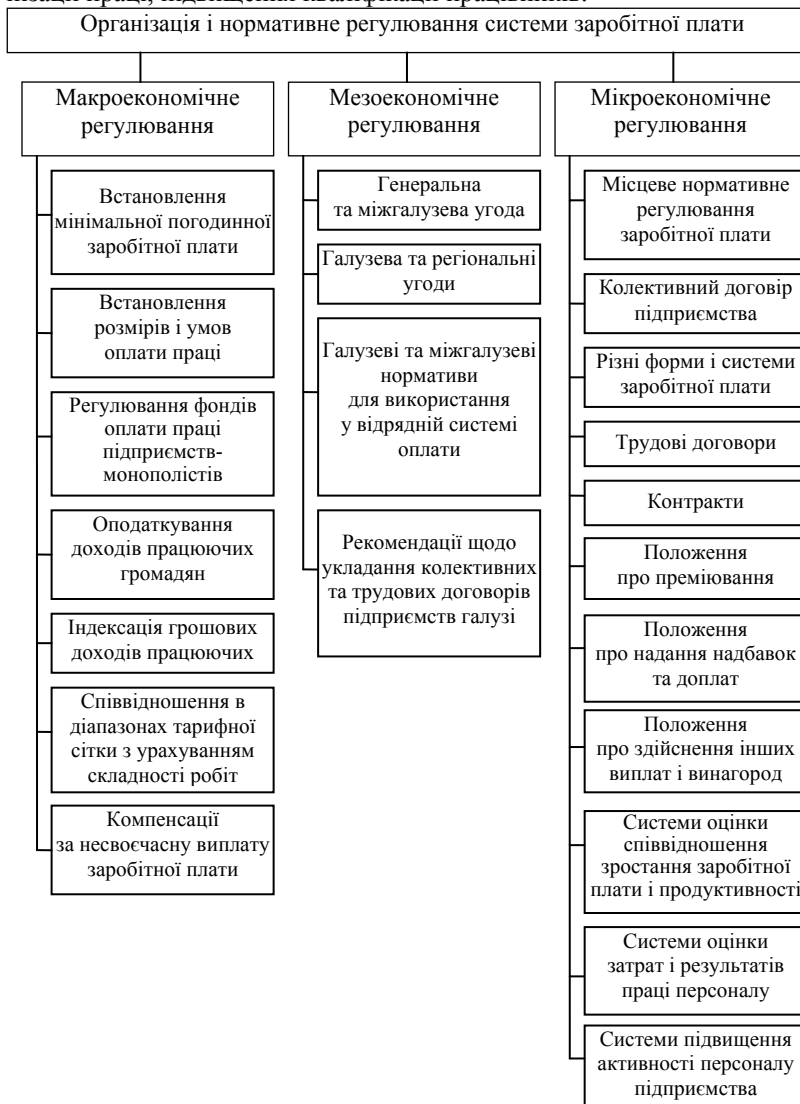 Організація і нормативне регулювання системи заробітної плати
Макроекономічне
регулювання
Встановлення
мінімальної погодинної
заробітної плати
Встановлення
розмірів і умов
оплати праці
Регулювання фондів
оплати праці
підприємств-
монополістів
Оподаткування
доходів працюючих
громадян
Індексація грошових
доходів працюючих
Співвідношення в
діапазонах тарифної
сітки з урахуванням
складності робіт
Компенсації
за несвоєчасну виплату
заробітної плати
Мезоекономічне
регулювання
Генеральна
та міжгалузева угода
Галузева та регіональні
угоди
Галузеві та міжгалузеві
нормативи
для використання
у відрядній системі
оплати
Рекомендації щодо
укладання колективних
та трудових договорів
підприємств галузі
Мікроекономічне
регулювання
Місцеве нормативне
регулювання
заробітної плати
Колективний договір
підприємства
Різні форми і системи
заробітної плати
Трудові договори
Контракти
Положення
про преміювання
Положення
про надання надбавок
та доплат
Положення
про здійснення інших
виплат і винагород
Системи оцінки
співвідношення
зростання заробітної
плати і продуктивності
Системи оцінки
затрат і результатів
праці персоналу
Системи підвищення
активності персоналу
підприємства